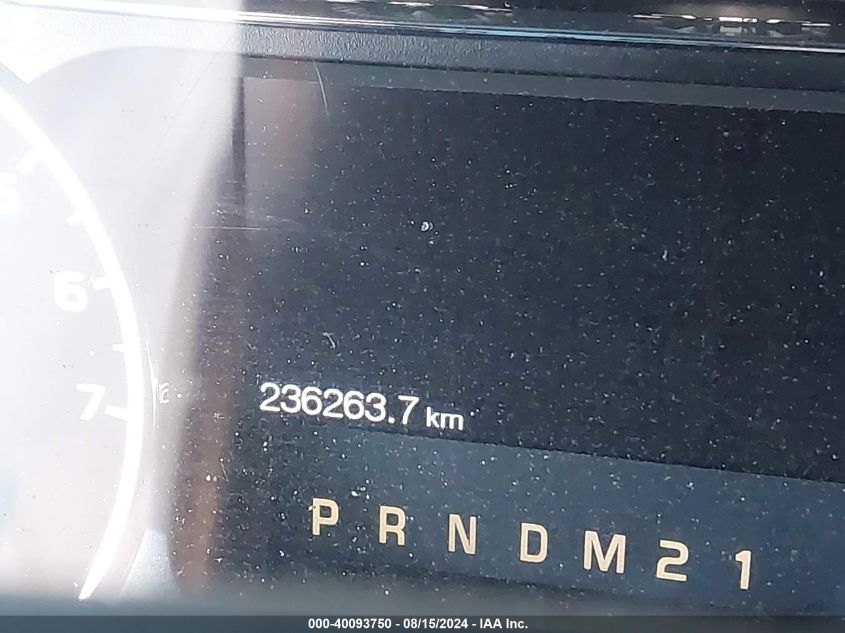 6
7
236263.7 km
P R N D M 2 1
000-40093750 - 08/15/2024 - IAA Inc.